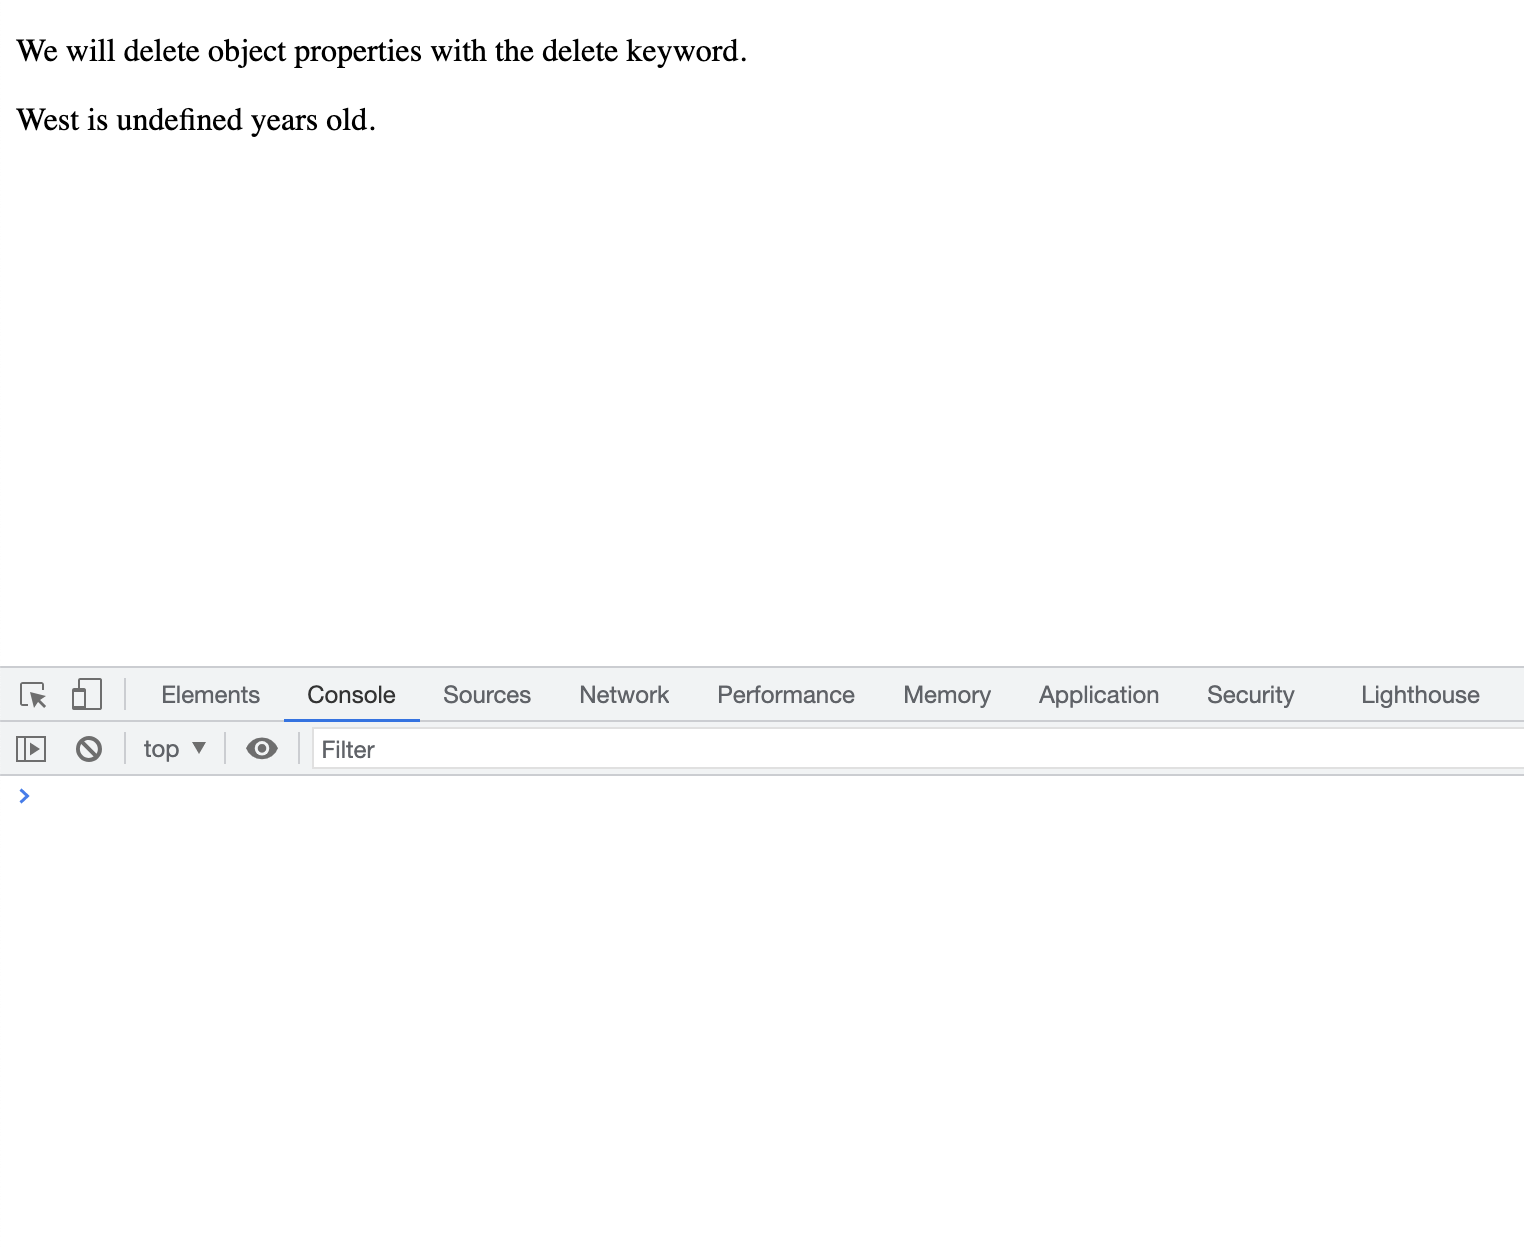 We will delete object properties with the delete keyword.
West is undefined years old.
Elements Console Sources Network Performance Memory Application Security Lighthouse
top ▼ Filter